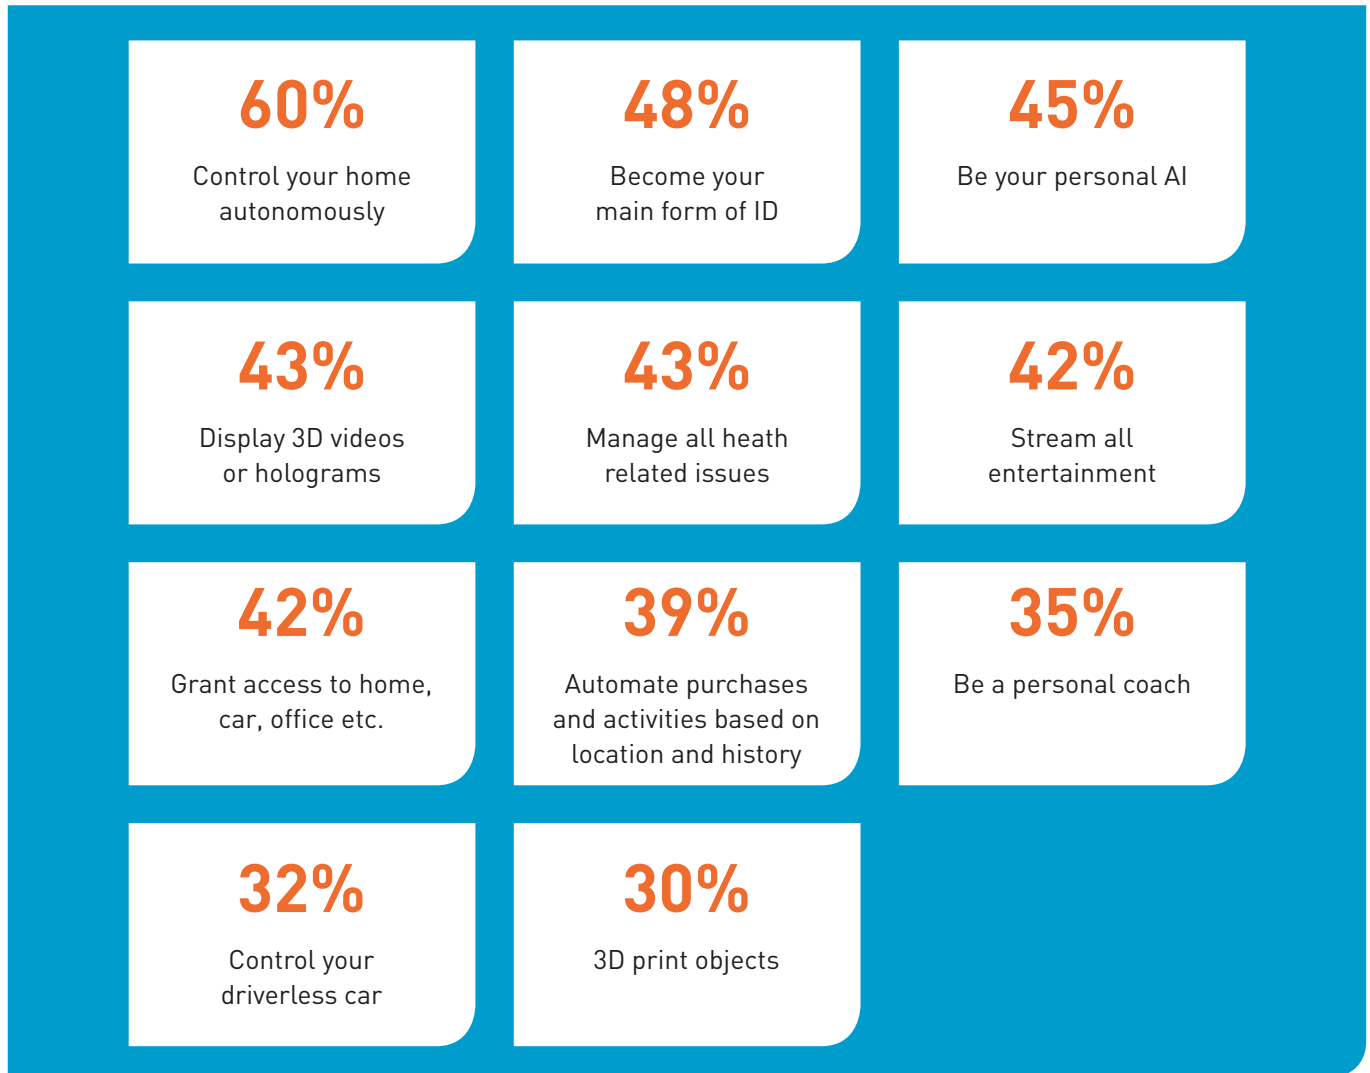 60%
Control your home
autonomously
48%
Become your
main form of ID
45%
Be your personal AI
43%
Display 3D videos
or holograms
43%
Manage all heath
related issues
42%
Stream all
entertainment
42%
Grant access to home,
car, office etc.
39%
Automate purchases
and activities based on
location and history
35%
Be a personal coach
32%
Control your
driverless car
30%
3D print objects